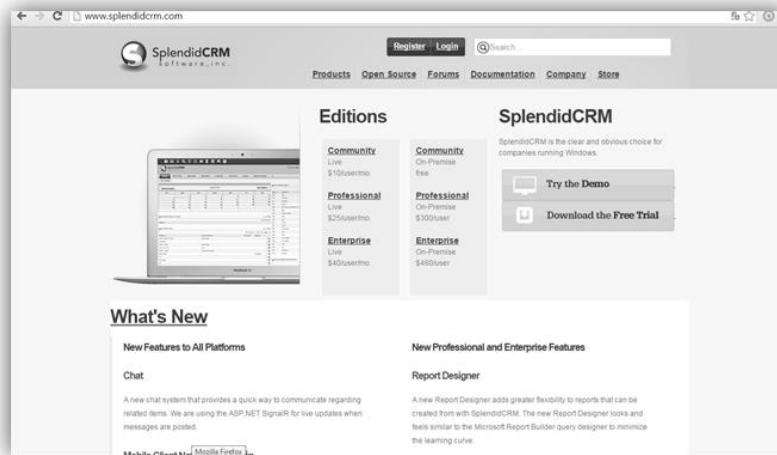 www.splendidcrm.com
SplendidCRM
software, inc.
Register Login
Search...
Products Open Source Forums Documentation Company Store
Editions
Community
Live
$10/user/mo.
Professional
Live
$25/user/mo.
Enterprise
Live
$40/user/mo.
Community
On-Premise
free
Professional
On-Premise
$300/user
Enterprise
On-Premise
$480/user
SplendidCRM
SplendidCRM is the clear and obvious choice for
companies running Windows.
Try the Demo
Download the Free Trial
What's New
New Features to All Platforms
Chat
A new chat system that provides a quick way to communicate regarding
related items. We are using the ASP.NET SignalR for live updates when
messages are posted.
Mobile Client
Mozilla Firefox
New Professional and Enterprise Features
Report Designer
A new Report Designer adds greater flexibility to reports that can be
created from with SplendidCRM. The new Report Designer looks and
feels similar to the Microsoft Report Builder query designer to minimize
the learning curve.